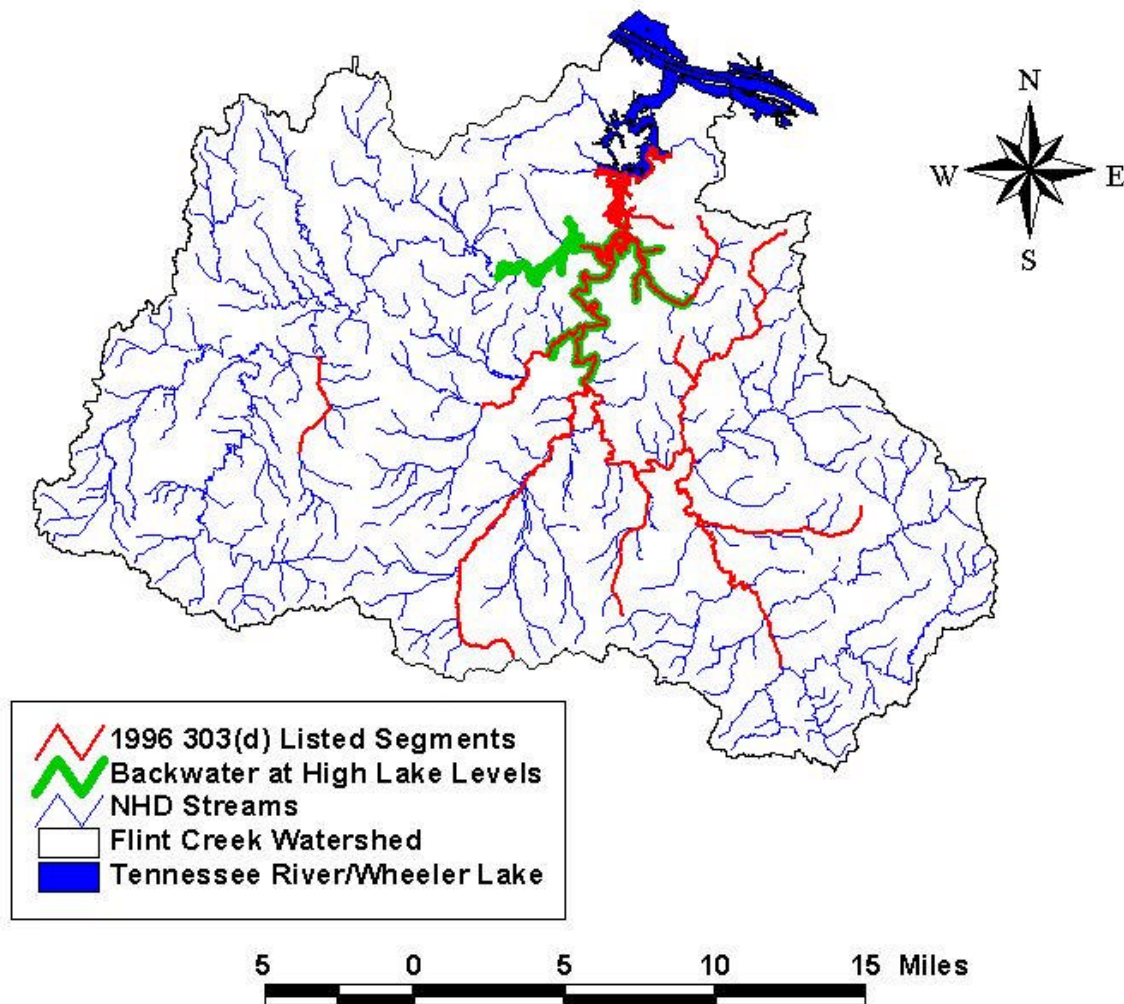 N
W E
S
1996 303(d) Listed Segments
Backwater at High Lake Levels
NHD Streams
Flint Creek Watershed
Tennessee River/Wheeler Lake
5 0 5 10 15 Miles